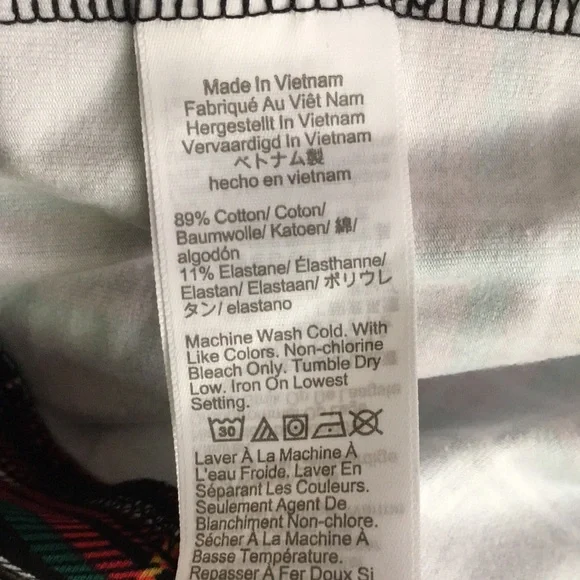 Made In Vietnam
Fabriqué Au Viêt Nam
Hergestellt In Vietnam
Vervaardigd In Vietnam
ベトナム製
hecho en vietnam
89% Cotton/ Coton/
Baumwolle/ Katoen/ 綿/
algodón
11% Elastane/ Élasthanne/
Elastan/ Elastaan/ ポリウレ
タン/ elastano
Machine Wash Cold. With
Like Colors. Non-chlorine
Bleach Only. Tumble Dry
Low. Iron On Lowest
Setting.
30
Laver À La Machine À
L'eau Froide. Laver En
Séparant Les Couleurs.
Seulement Agent De
Blanchiment Non-chlore.
Sécher À La Machine À
Basse Température.
Repasser À Fer Doux Si